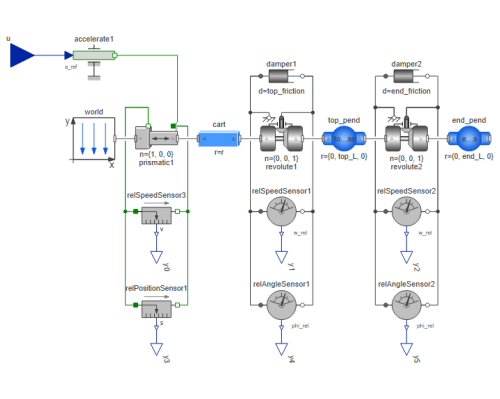 u
accelerate1
a_ref
damper1
d=top_friction
damper2
d=end_friction
world
y
x
n={1, 0, 0}
prismatic1
cart
r=r
n={0, 0, 1}
revolute1
top_pend
r={0, top_L, 0}
n={0, 0, 1}
revolute2
end_pend
r={0, end_L, 0}
relSpeedSensor3
v
y0
relSpeedSensor1
w_rel
y1
relSpeedSensor2
w_rel
y2
relPositionSensor1
s
y3
relAngleSensor1
phi_rel
y4
relAngleSensor2
phi_rel
y5